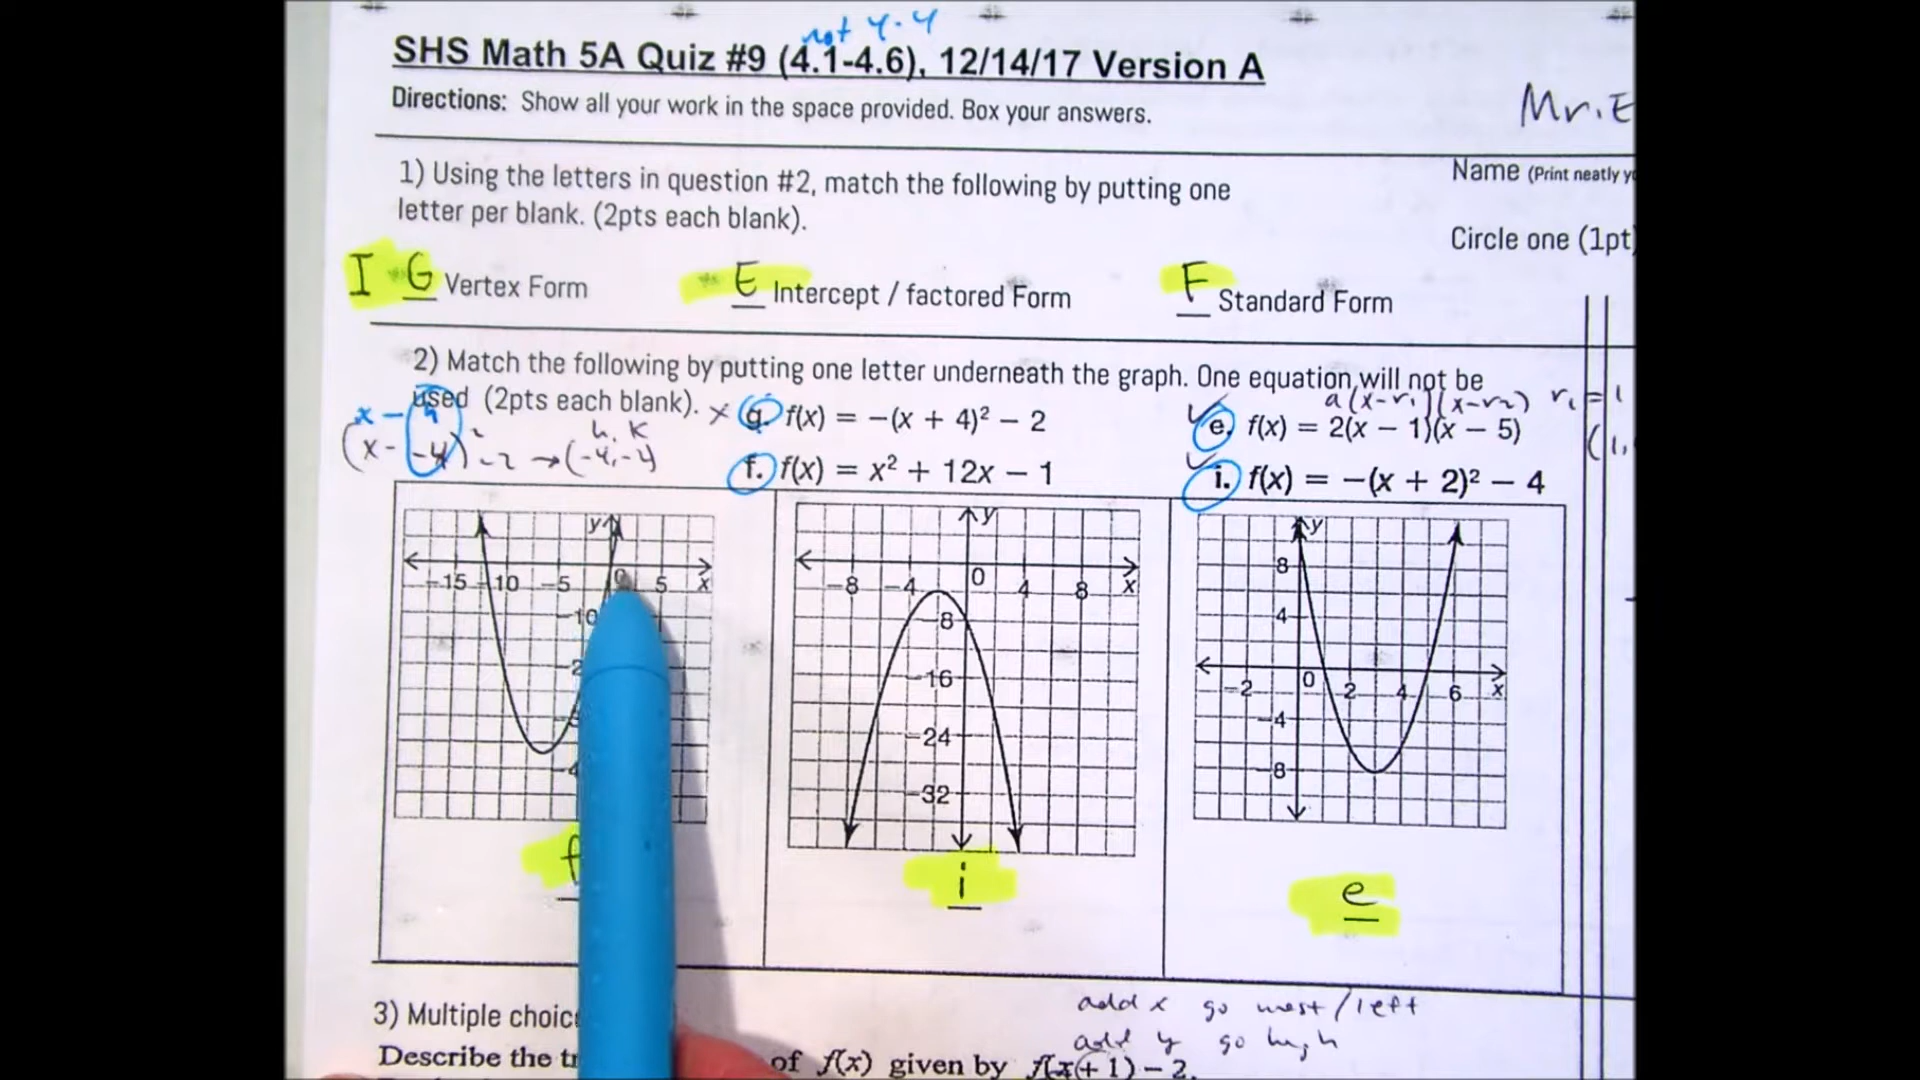 not 4.4
SHS Math 5A Quiz #9 (4.1-4.6), 12/14/17 Version A
Directions: Show all your work in the space provided. Box your answers.
Mr. E
1) Using the letters in question #2, match the following by putting one
letter per blank. (2pts each blank).
Name (Print neatly y
Circle one (1pt)
I G Vertex Form
E Intercept / factored Form
F Standard Form
2) Match the following by putting one letter underneath the graph. One equation will not be
used (2pts each blank).
a(x-r₁)(x-r₂) r₁=1
x - h
(x - -4)² -2 → (-4,-4)
h, k
g. f(x) = −(x + 4)² − 2
e. f(x) = 2(x − 1)(x − 5)
(1,
f. f(x) = x² + 12x − 1
i. f(x) = −(x + 2)² − 4
y
-15 -10 -5 0 5 x
-10
-2
y
-8 -4 0 4 8 x
-8
-16
-24
-32
y
8
4
-2 0 2 4 6 x
-4
-8
f
i
e
3) Multiple choic
add x go west/left
add y go high
Describe the tr
of f(x) given by f(x+1)−2.